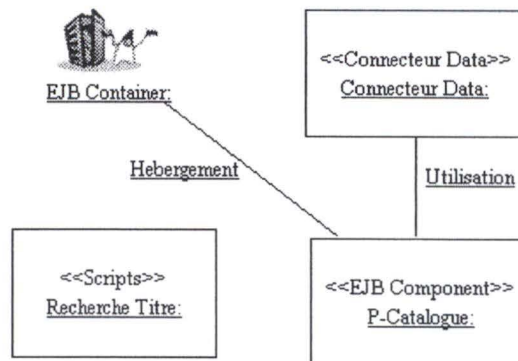 <<Connecteur Data>>
Connecteur Data:
EJB Container:
Hebergement
Utilisation
<<Scripts>>
Recherche Titre:
<<EJB Component>>
P-Catalogue: